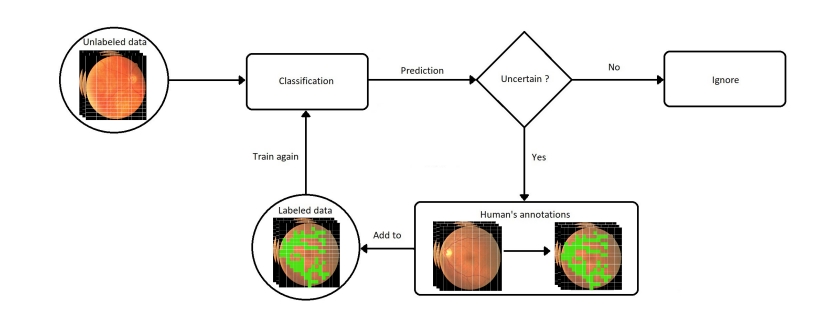 Unlabeled data
Classification
Prediction
Uncertain ?
No
Ignore
Train again
Yes
Labeled data
Add to
Human's annotations